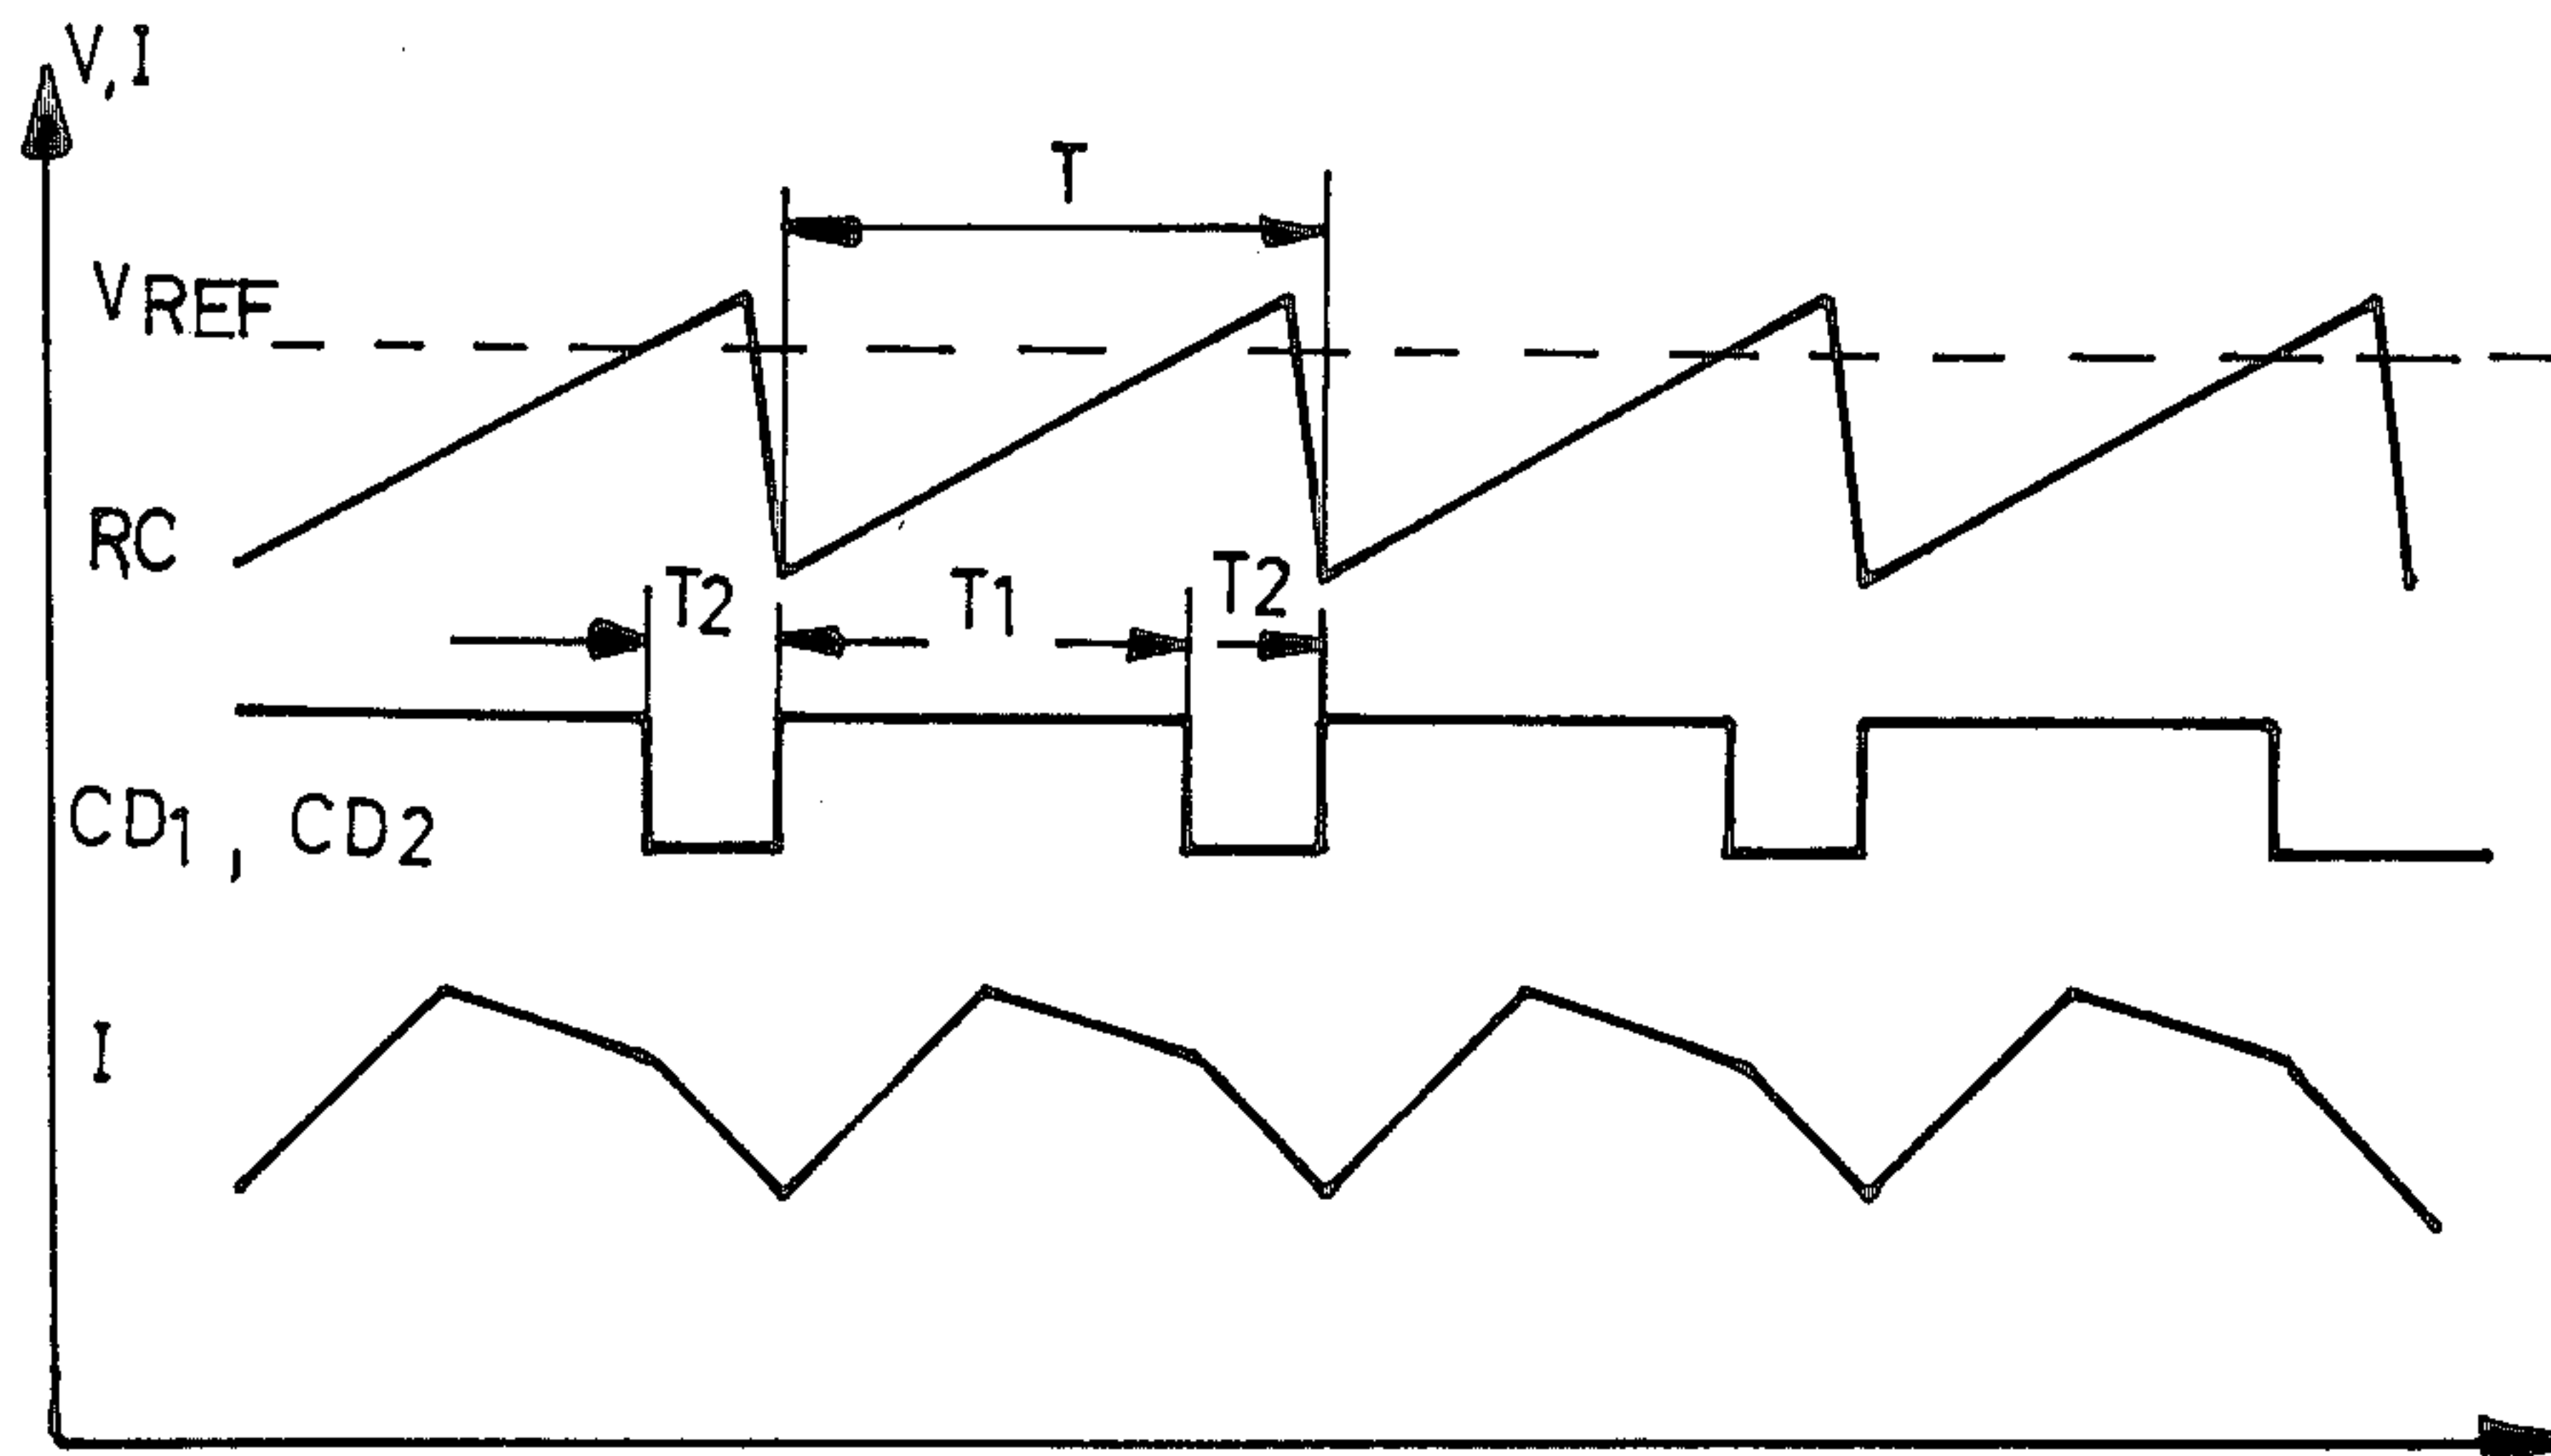 V, I
T
VREF
RC
T2 T1 T2
CD1, CD2
I